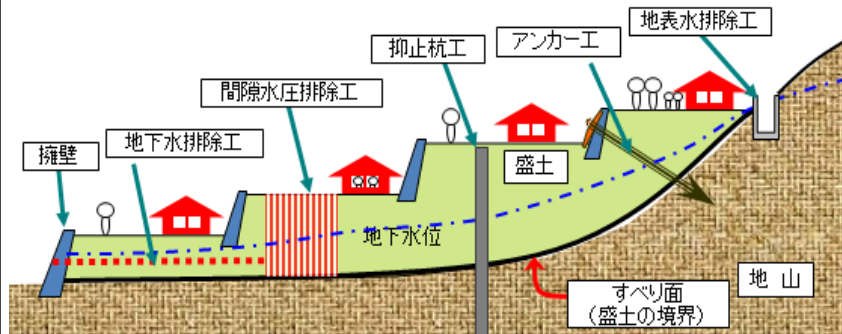 地表水排除工
アンカー工
抑止杭工
間隙水圧排除工
地下水排除工
擁壁
盛土
地下水位
地 山
すべり面
(盛土の境界)